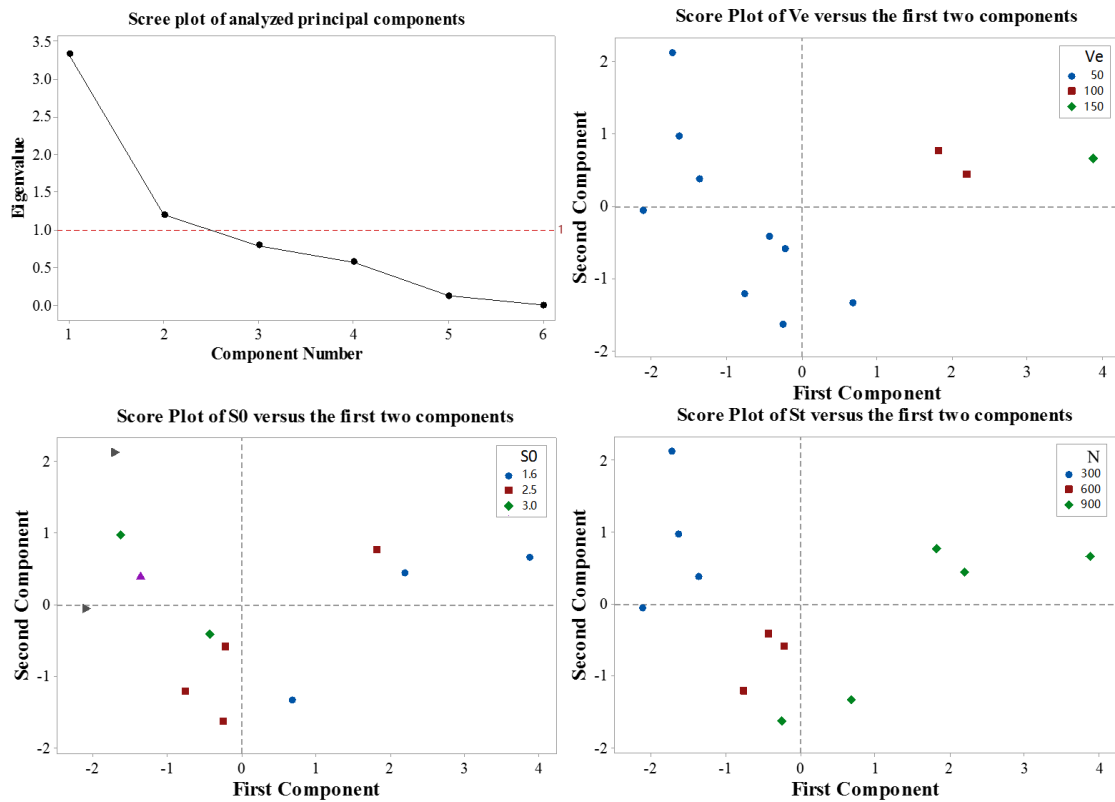 Scree plot of analyzed principal components
Eigenvalue
3.5
3.0
2.5
2.0
1.5
1.0
0.5
0.0
1
1 2 3 4 5 6
Component Number
Score Plot of Ve versus the first two components
Second Component
2
1
0
-1
-2
Ve
50
100
150
-2 -1 0 1 2 3 4
First Component
Score Plot of S0 versus the first two components
Second Component
2
1
0
-1
-2
S0
1.6
2.5
3.0
-2 -1 0 1 2 3 4
First Component
Score Plot of St versus the first two components
Second Component
2
1
0
-1
-2
N
300
600
900
-2 -1 0 1 2 3 4
First Component